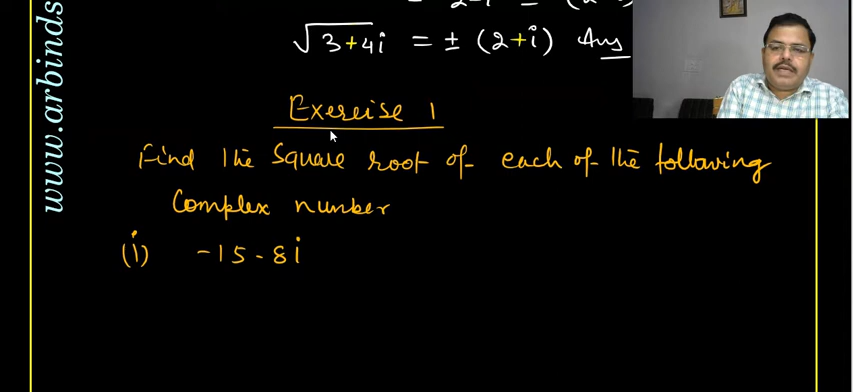 √3+4i = ± (2+i) Ans
Exercise 1
Find the Square root of each of the following
Complex number
(i) -15-8i
www.arbinds